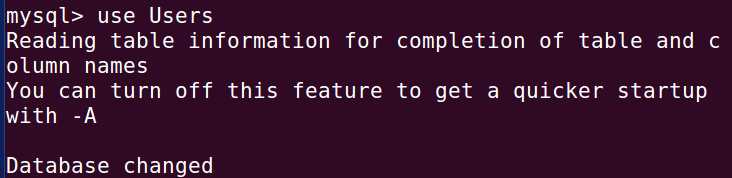 mysql> use Users
Reading table information for completion of table and c
olumn names
You can turn off this feature to get a quicker startup
with -A

Database changed